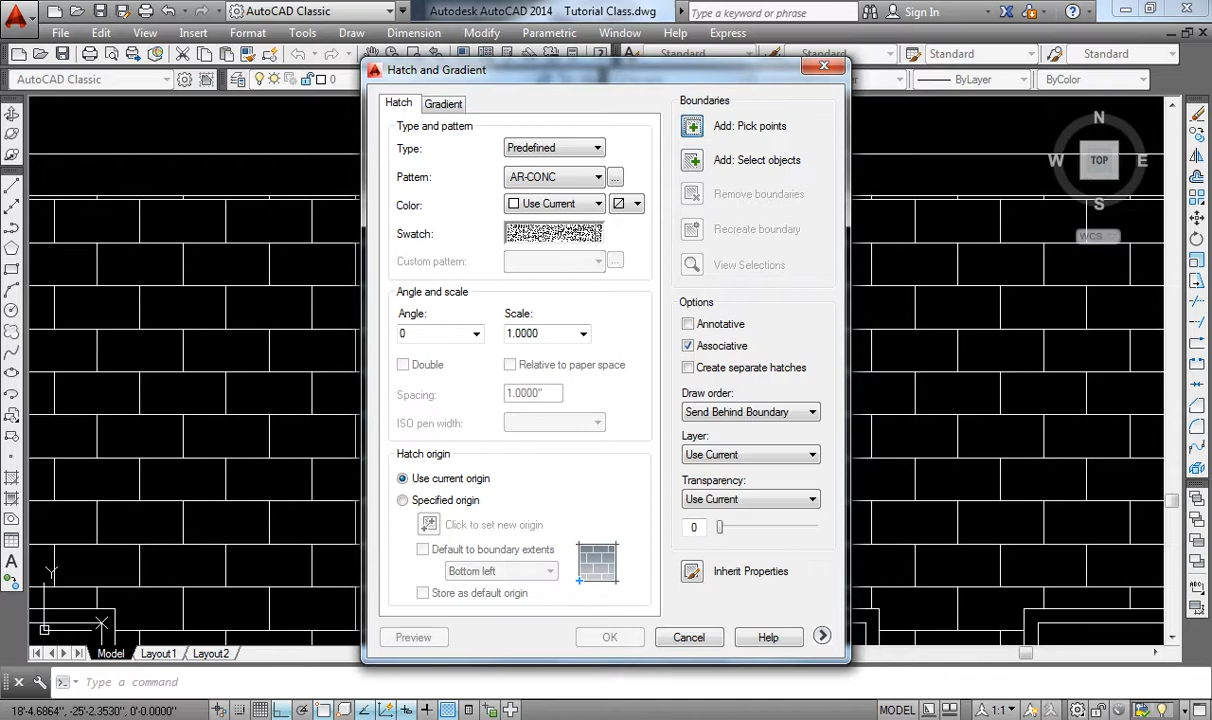 AutoCAD Classic
Autodesk AutoCAD 2014 Tutorial Class.dwg
Type a keyword or phrase
Sign In
File Edit View Insert Format Tools Draw Dimension Modify Parametric Window Help Express
Standard Standard Standard Standard
AutoCAD Classic 0 ByLayer ByColor
Hatch and Gradient
Hatch Gradient
Type and pattern
Type: Predefined
Pattern: AR-CONC ...
Color: Use Current
Swatch:
Custom pattern: ...
Angle and scale
Angle: Scale:
0 1.0000
Double Relative to paper space
Spacing: 1.0000"
ISO pen width:
Hatch origin
Use current origin
Specified origin
Click to set new origin
Default to boundary extents
Bottom left
Store as default origin
Boundaries
Add: Pick points
Add: Select objects
Remove boundaries
Recreate boundary
View Selections
Options
Annotative
Associative
Create separate hatches
Draw order:
Send Behind Boundary
Layer:
Use Current
Transparency:
Use Current
0
Inherit Properties
Preview OK Cancel Help
N
W TOP E
S
WCS
Y
X
Model Layout1 Layout2
Type a command
18'-4.6864", -25'-2.3530", 0'-0.0000"
MODEL 1:1